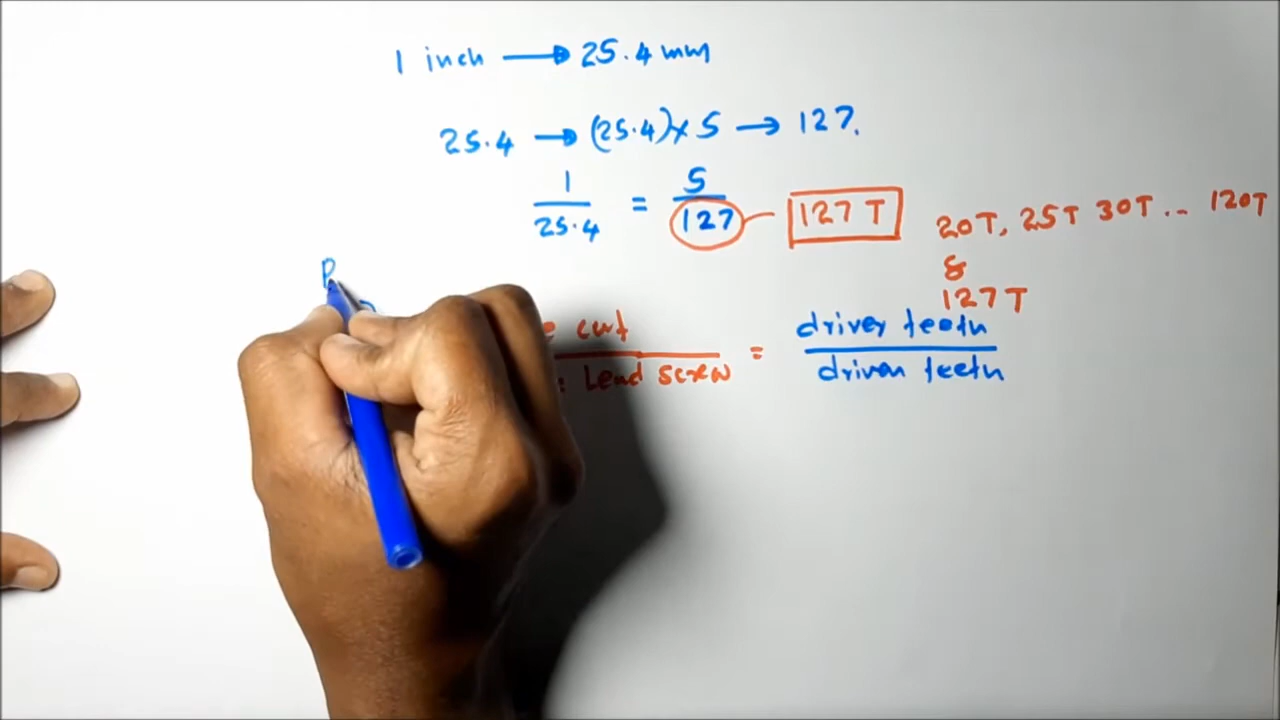 1 inch → 25.4 mm
25.4 → (25.4)x 5 → 127.
1 / 25.4 = 5 / 127 127 T 20T, 25T 30T .. 120T
&
127T
P
cut = driver teeth
Lead screw driven teeth